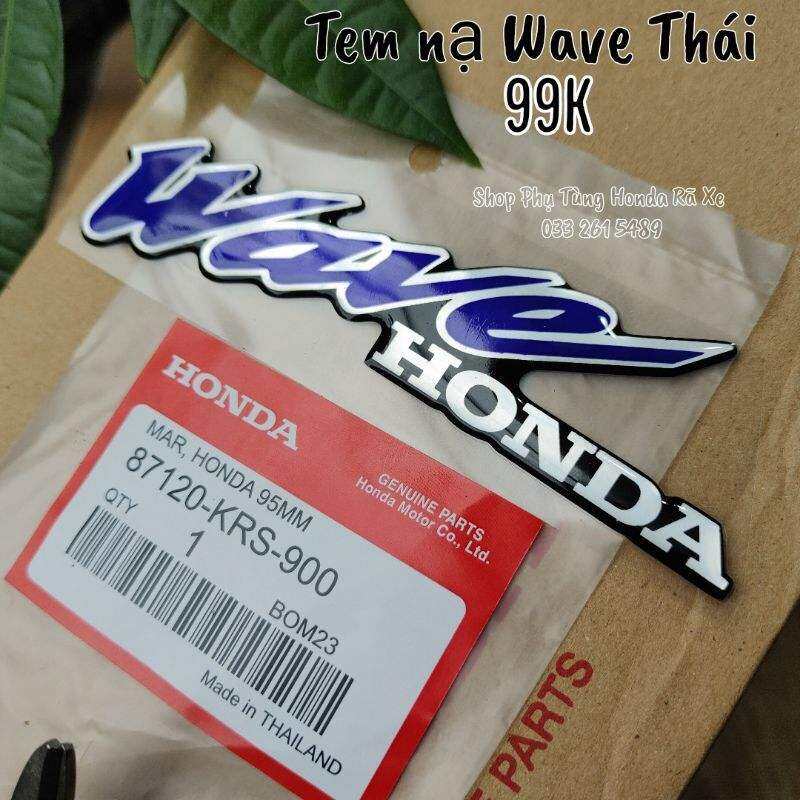 Tem nạ Wave Thái
99K
Shop Phụ Tùng Honda Rã Xe
033 261 5489
Wave
HONDA
HONDA
MAR, HONDA 95MM
87120-KRS-900
QTY
1
GENUINE PARTS
Honda Motor Co., Ltd.
BOM23
Made in THAILAND
PARTS